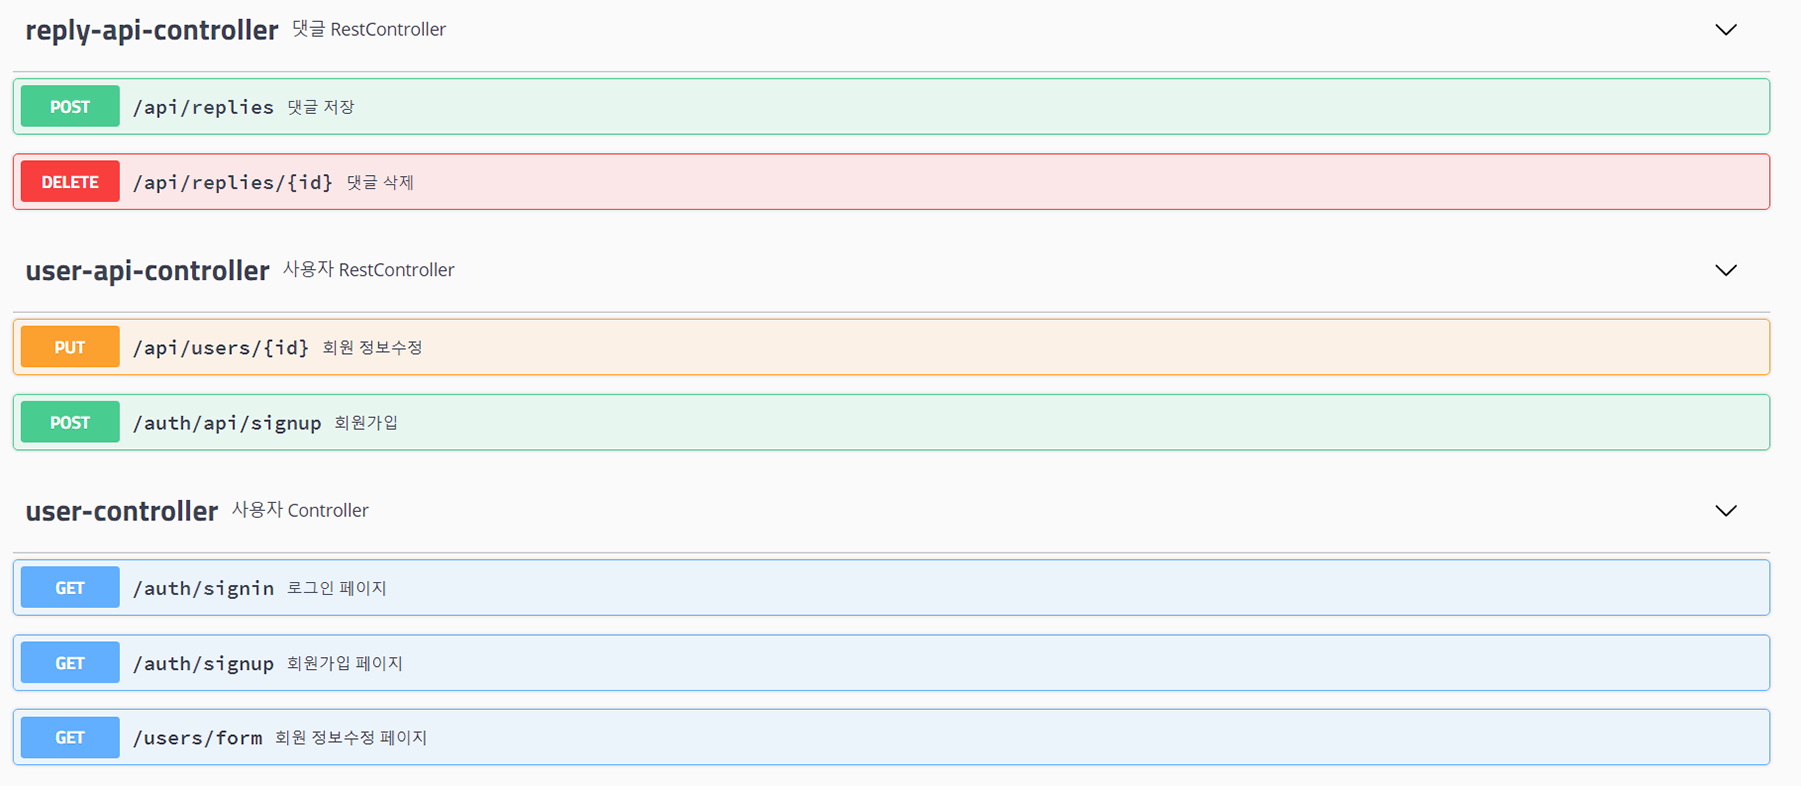 reply-api-controller 댓글 RestController
POST /api/replies 댓글 저장
DELETE /api/replies/{id} 댓글 삭제
user-api-controller 사용자 RestController
PUT /api/users/{id} 회원 정보수정
POST /auth/api/signup 회원가입
user-controller 사용자 Controller
GET /auth/signin 로그인 페이지
GET /auth/signup 회원가입 페이지
GET /users/form 회원 정보수정 페이지